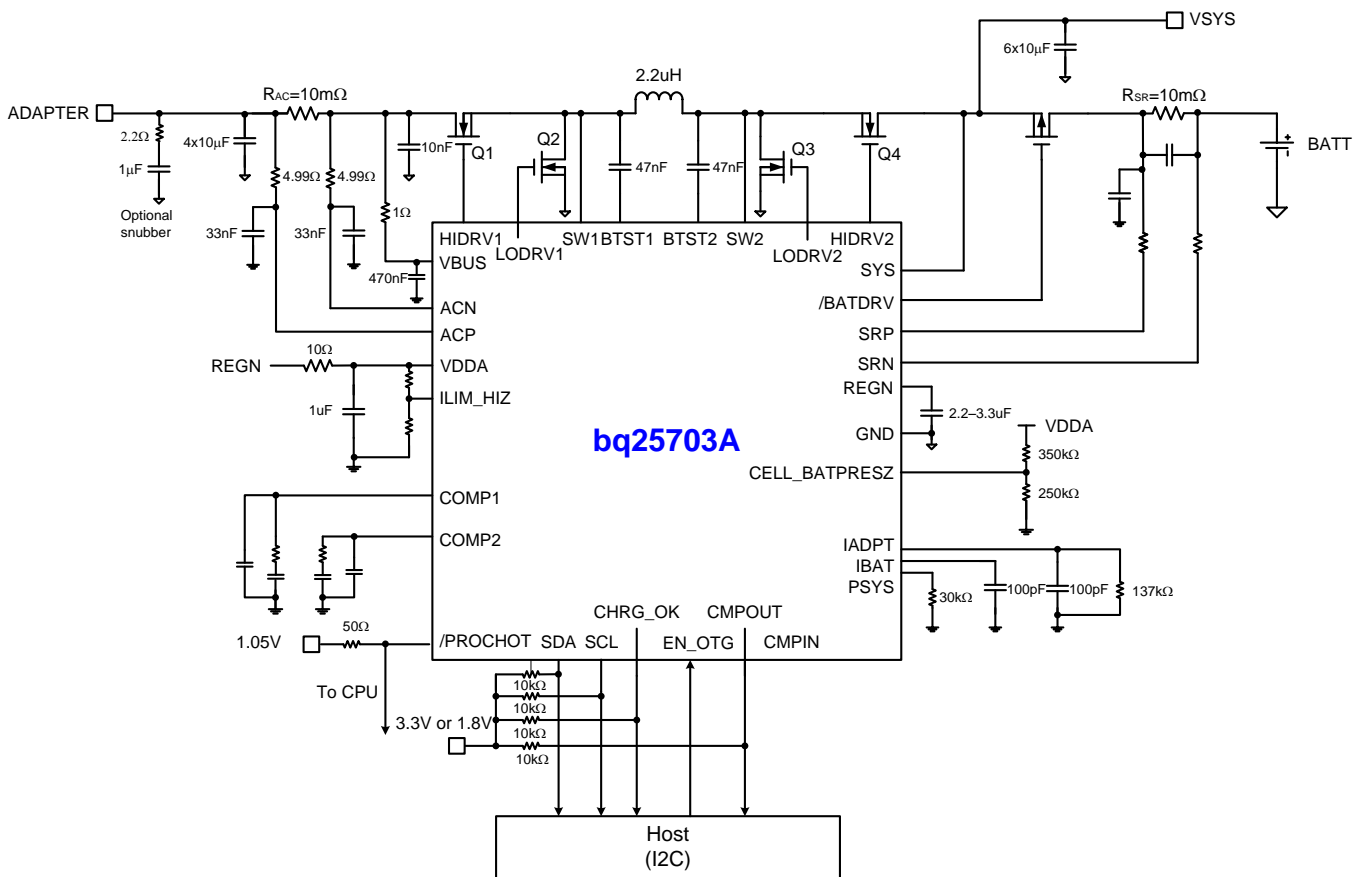 VSYS
6x10µF
2.2uH
ADAPTER
RAC=10mΩ
RSR=10mΩ
2.2Ω
4x10µF
10nF
Q1
Q2
47nF
47nF
Q3
Q4
BATT
1µF
4.99Ω
4.99Ω
Optional
snubber
33nF
33nF
1Ω
470nF
HIDRV1
LODRV1
SW1
BTST1
BTST2
SW2
LODRV2
HIDRV2
VBUS
SYS
ACN
/BATDRV
ACP
SRP
REGN
10Ω
VDDA
SRN
1uF
ILIM_HIZ
REGN
2.2–3.3uF
GND
VDDA
350kΩ
bq25703A
CELL_BATPRESZ
250kΩ
COMP1
COMP2
IADPT
IBAT
PSYS
30kΩ
100pF
100pF
137kΩ
1.05V
50Ω
/PROCHOT
SDA
SCL
CHRG_OK
EN_OTG
CMPOUT
CMPIN
To CPU
10kΩ
10kΩ
3.3V or 1.8V
10kΩ
10kΩ
Host
(I2C)